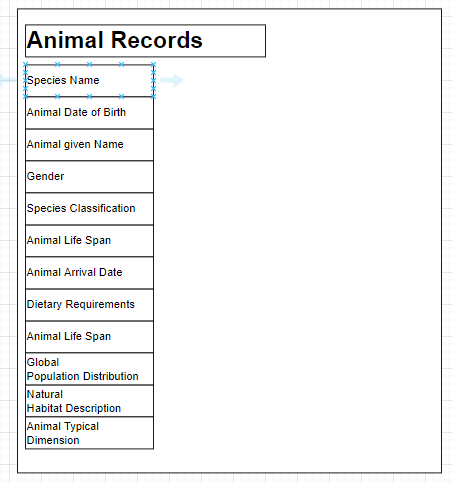 Animal Records
Species Name
Animal Date of Birth
Animal given Name
Gender
Species Classification
Animal Life Span
Animal Arrival Date
Dietary Requirements
Animal Life Span
Global
Population Distribution
Natural
Habitat Description
Animal Typical
Dimension